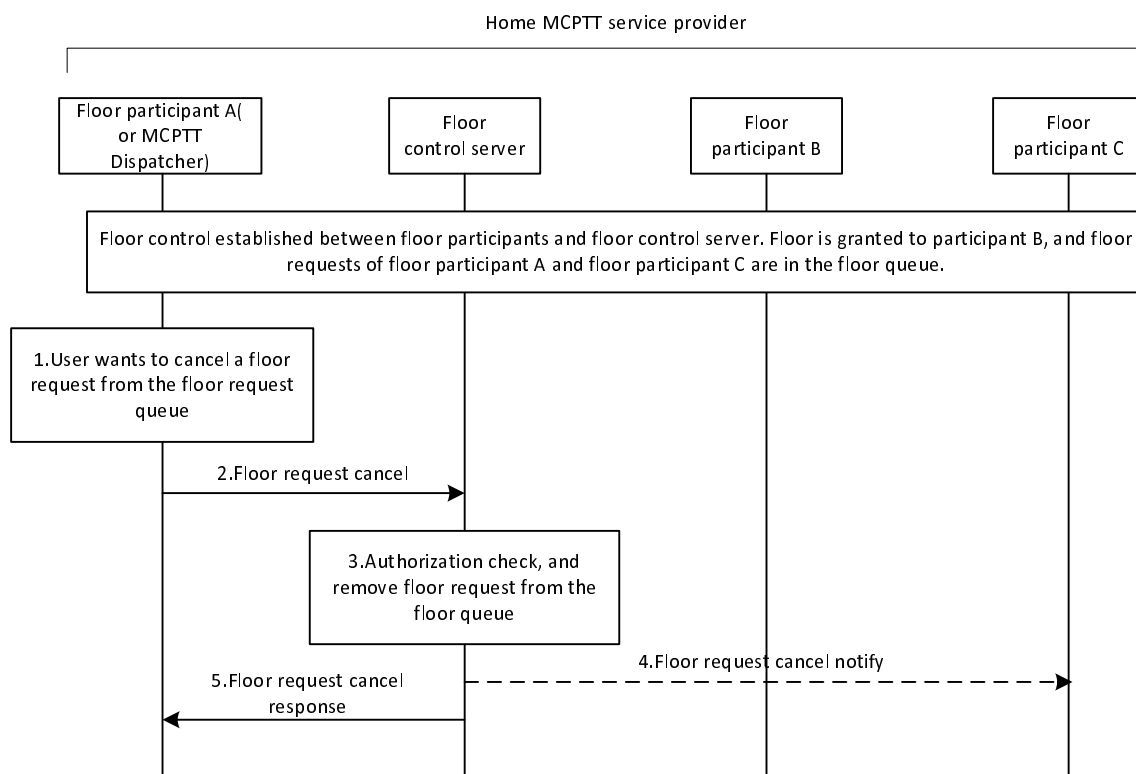 Home MCPTT service provider
Floor participant A(
or MCPTT
Dispatcher)
Floor
control server
Floor
participant B
Floor
participant C
Floor control established between floor participants and floor control server. Floor is granted to participant B, and floor
requests of floor participant A and floor participant C are in the floor queue.
1.User wants to cancel a floor
request from the floor request
queue
2.Floor request cancel
3.Authorization check, and
remove floor request from the
floor queue
4.Floor request cancel notify
5.Floor request cancel
response